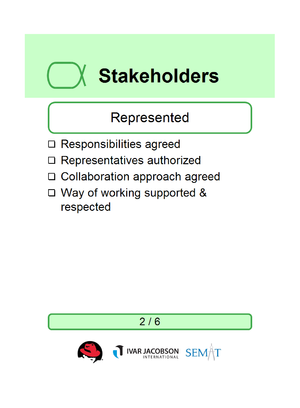 Stakeholders
Represented
Responsibilities agreed
Representatives authorized
Collaboration approach agreed
Way of working supported &
respected
2 / 6
IVAR JACOBSON
INTERNATIONAL
SEMAT